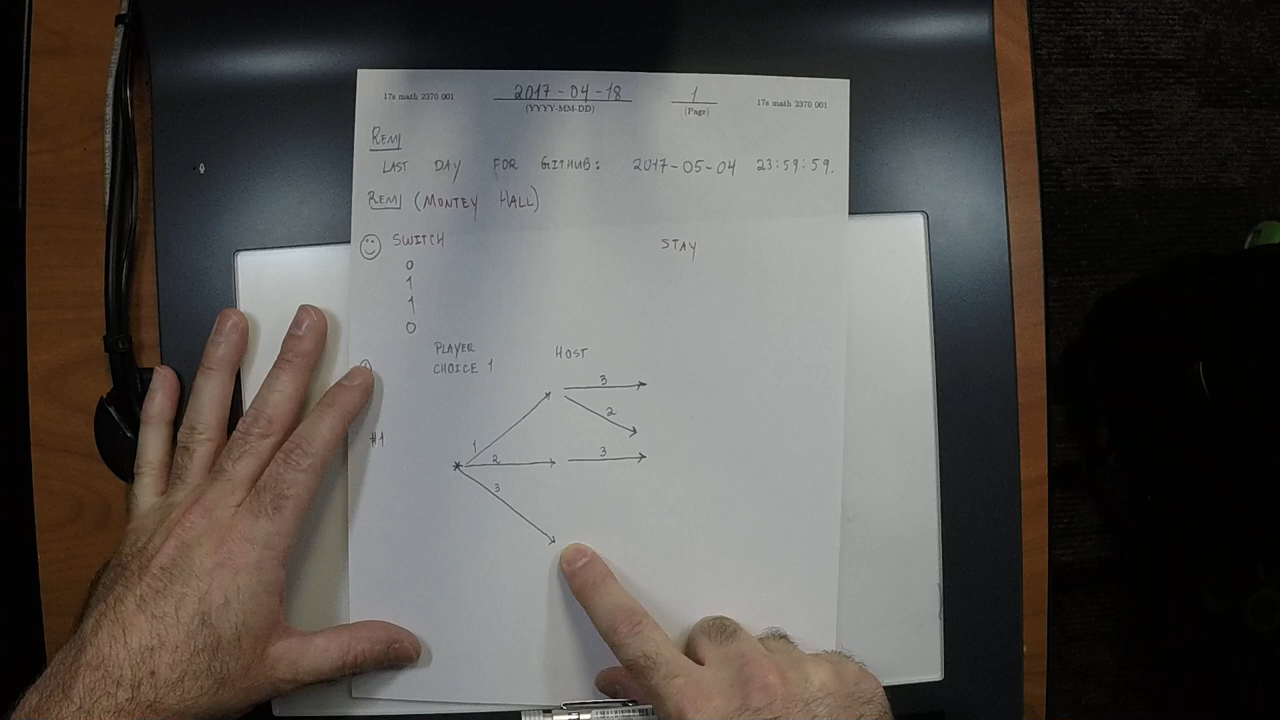 17s math 2370 001 2017-04-18 1 17s math 2370 001
(YYYY-MM-DD) (Page)
REM
LAST DAY FOR GITHUB: 2017-05-04 23:59:59.
REM (MONTEY HALL)
SWITCH STAY
0
1
1
0
PLAYER HOST
CHOICE 1
3
2
#1 1
2 3
3